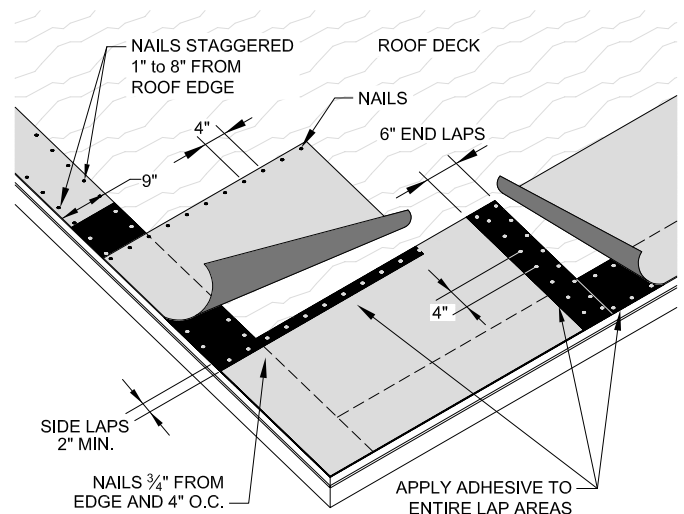 NAILS STAGGERED
1" to 8" FROM
ROOF EDGE
ROOF DECK
NAILS
4"
6" END LAPS
9"
4"
SIDE LAPS
2" MIN.
NAILS ¾" FROM
EDGE AND 4" O.C.
APPLY ADHESIVE TO
ENTIRE LAP AREAS